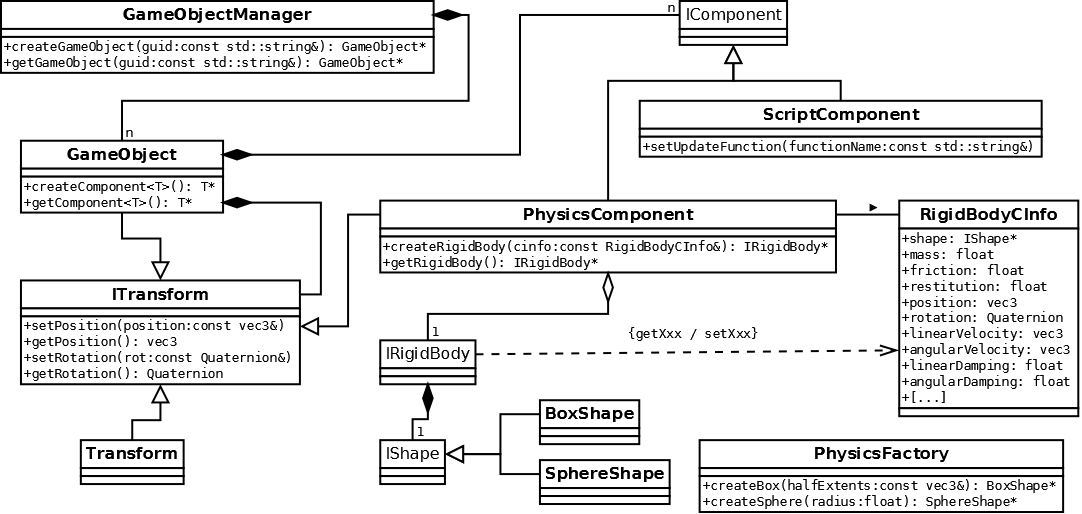 GameObjectManager
+createGameObject(guid:const std::string&): GameObject*
+getGameObject(guid:const std::string&): GameObject*
n
IComponent
ScriptComponent
+setUpdateFunction(functionName:const std::string&)
n
GameObject
+createComponent<T>(): T*
+getComponent<T>(): T*
PhysicsComponent
+createRigidBody(cinfo:const RigidBodyCInfo&): IRigidBody*
+getRigidBody(): IRigidBody*
RigidBodyCInfo
+shape: IShape*
+mass: float
+friction: float
+restitution: float
+position: vec3
+rotation: Quaternion
+linearVelocity: vec3
+angularVelocity: vec3
+linearDamping: float
+angularDamping: float
+[...]
ITransform
+setPosition(position:const vec3&)
+getPosition(): vec3
+setRotation(rot:const Quaternion&)
+getRotation(): Quaternion
1
IRigidBody
{getXxx / setXxx}
Transform
1
IShape
BoxShape
SphereShape
PhysicsFactory
+createBox(halfExtents:const vec3&): BoxShape*
+createSphere(radius:float): SphereShape*